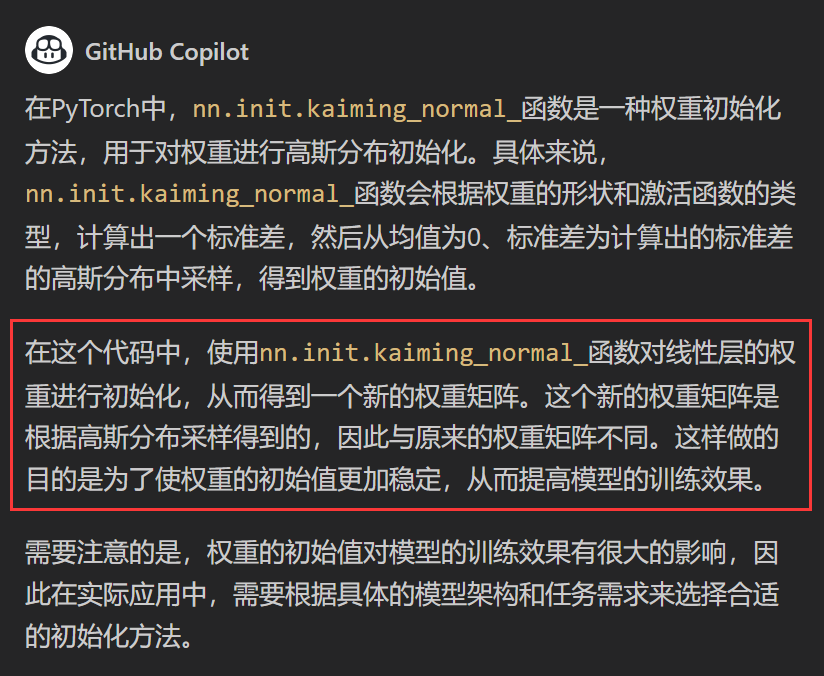 GitHub Copilot
在PyTorch中，nn.init.kaiming_normal_函数是一种权重初始化
方法，用于对权重进行高斯分布初始化。具体来说，
nn.init.kaiming_normal_函数会根据权重的形状和激活函数的类
型，计算出一个标准差，然后从均值为0、标准差为计算出的标准差
的高斯分布中采样，得到权重的初始值。
在这个代码中，使用nn.init.kaiming_normal_函数对线性层的权
重进行初始化，从而得到一个新的权重矩阵。这个新的权重矩阵是
根据高斯分布采样得到的，因此与原来的权重矩阵不同。这样做的
目的是为了使权重的初始值更加稳定，从而提高模型的训练效果。
需要注意的是，权重的初始值对模型的训练效果有很大的影响，因
此在实际应用中，需要根据具体的模型架构和任务需求来选择合适
的初始化方法。